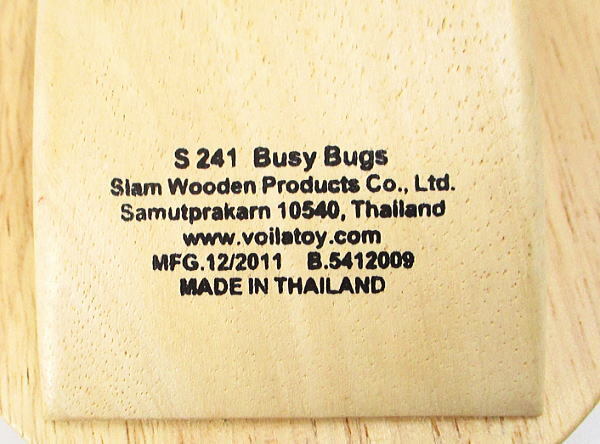 S 241 Busy Bugs
Siam Wooden Products Co., Ltd.
Samutprakarn 10540, Thailand
www.voilatoy.com
MFG.12/2011 B.5412009
MADE IN THAILAND